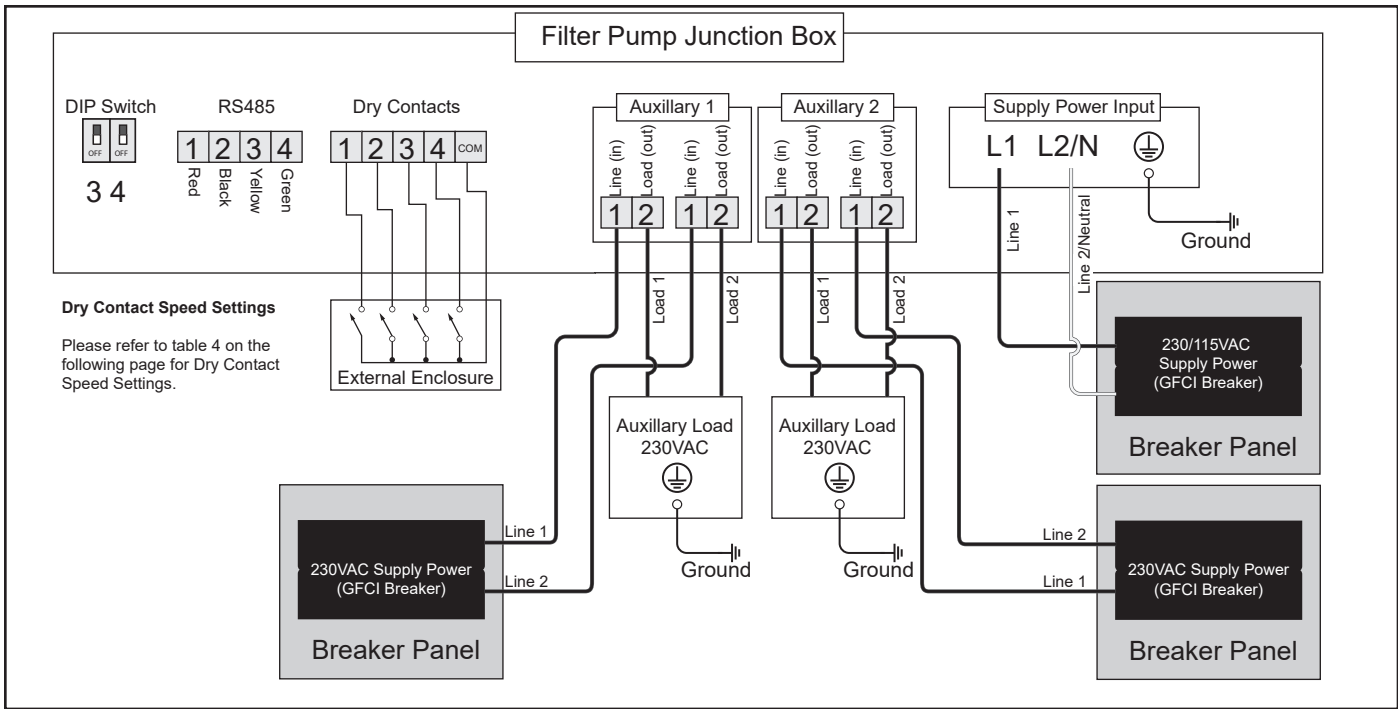 Filter Pump Junction Box
DIP Switch
OFF OFF
3 4
RS485
1 2 3 4
Red
Black
Yellow
Green
Dry Contacts
1 2 3 4 COM
External Enclosure
Dry Contact Speed Settings
Please refer to table 4 on the
following page for Dry Contact
Speed Settings.
Auxillary 1
Line (in)
Load (out)
Line (in)
Load (out)
1 2 1 2
Load 1
Load 2
Auxillary 2
Line (in)
Load (out)
Line (in)
Load (out)
1 2 1 2
Load 1
Load 2
Supply Power Input
L1 L2/N
Line 1
Line 2/Neutral
Ground
230/115VAC
Supply Power
(GFCI Breaker)
Breaker Panel
Auxillary Load
230VAC
Ground
Auxillary Load
230VAC
Ground
Line 1
Line 2
230VAC Supply Power
(GFCI Breaker)
Breaker Panel
Line 2
Line 1
230VAC Supply Power
(GFCI Breaker)
Breaker Panel